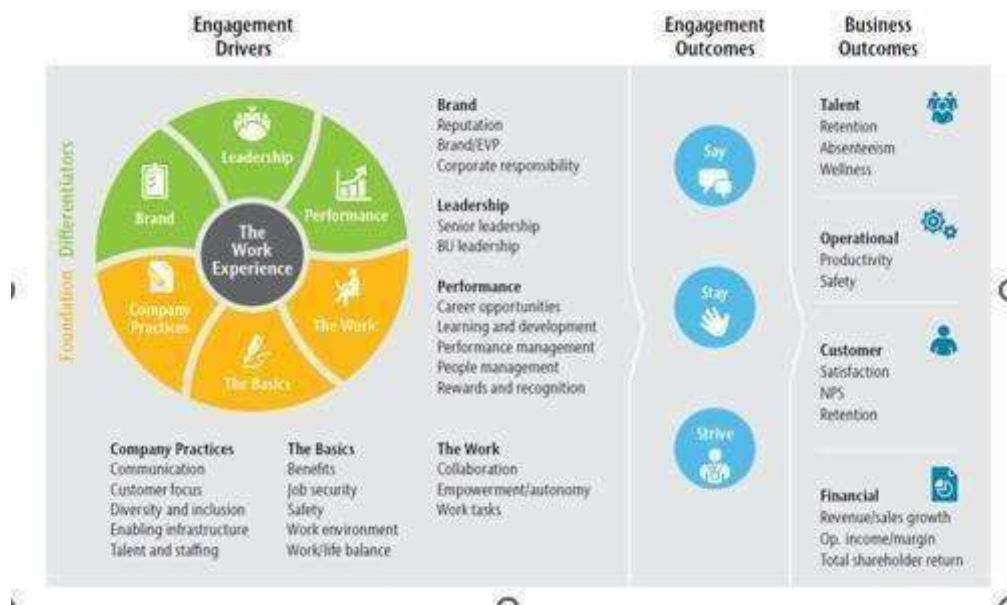 Engagement
Drivers
Engagement
Outcomes
Business
Outcomes
Foundation Differentiators
Leadership
Performance
Brand
The
Work
Experience
Company
Practices
The Work
The Basics
Brand
Reputation
Brand/EVP
Corporate responsibility
Leadership
Senior leadership
BU leadership
Performance
Career opportunities
Learning and development
Performance management
People management
Rewards and recognition
Company Practices
Communication
Customer focus
Diversity and inclusion
Enabling infrastructure
Talent and staffing
The Basics
Benefits
Job security
Safety
Work environment
Work/life balance
The Work
Collaboration
Empowerment/autonomy
Work tasks
Say
Stay
Strive
Talent
Retention
Absenteeism
Wellness
Operational
Productivity
Safety
Customer
Satisfaction
NPS
Retention
Financial
Revenue/sales growth
Op. income/margin
Total shareholder return